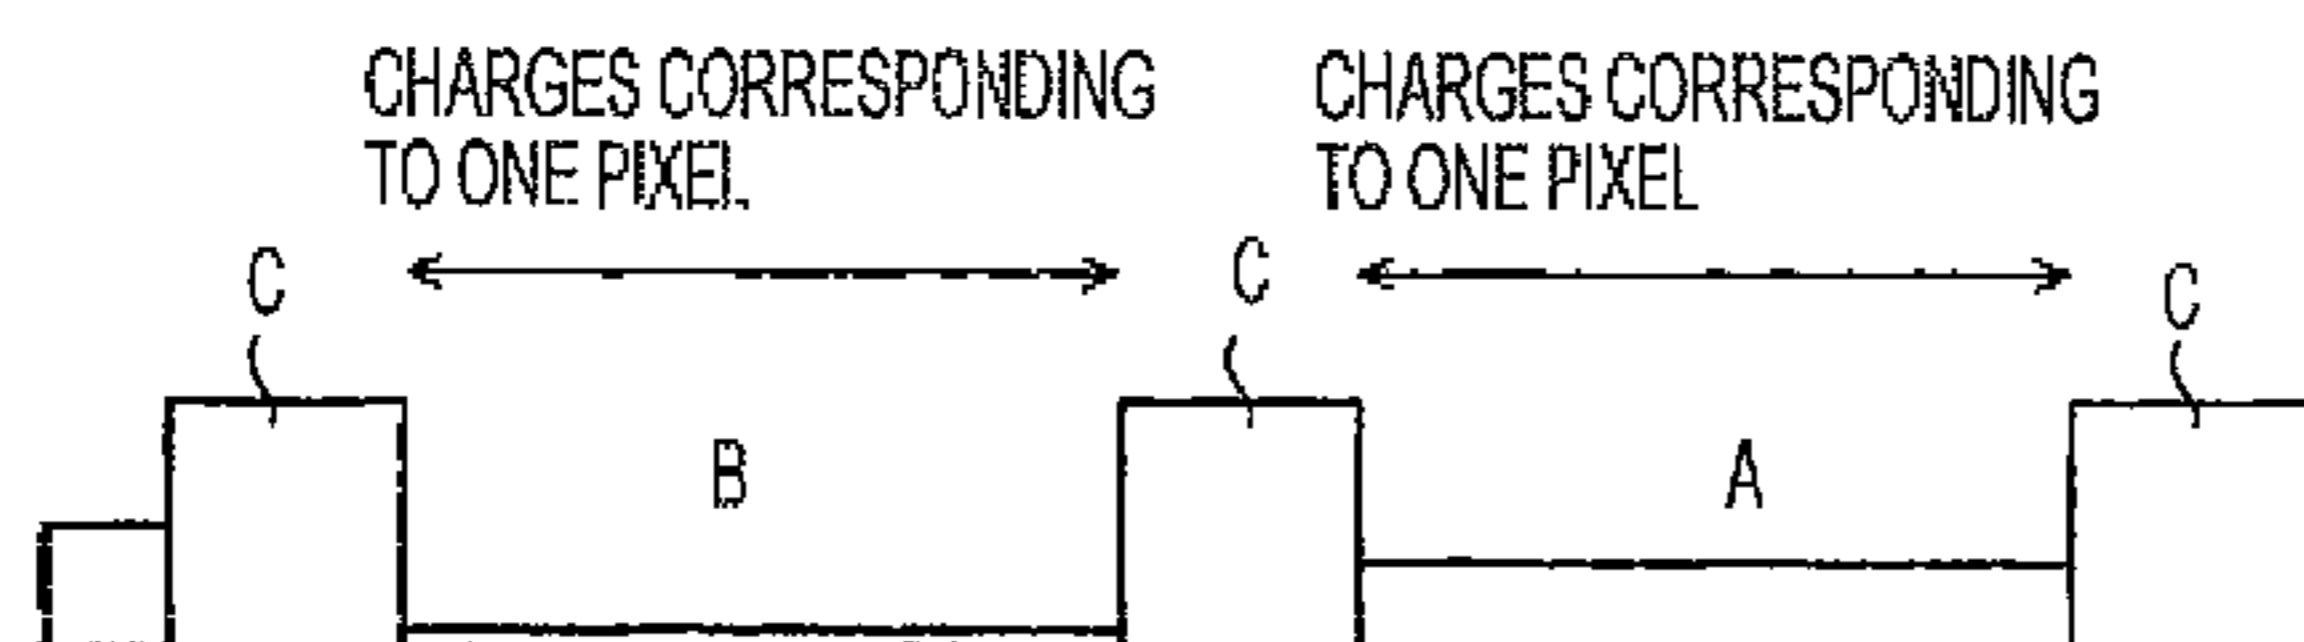 CHARGES CORRESPONDING
TO ONE PIXEL
CHARGES CORRESPONDING
TO ONE PIXEL
C
C
C
B
A